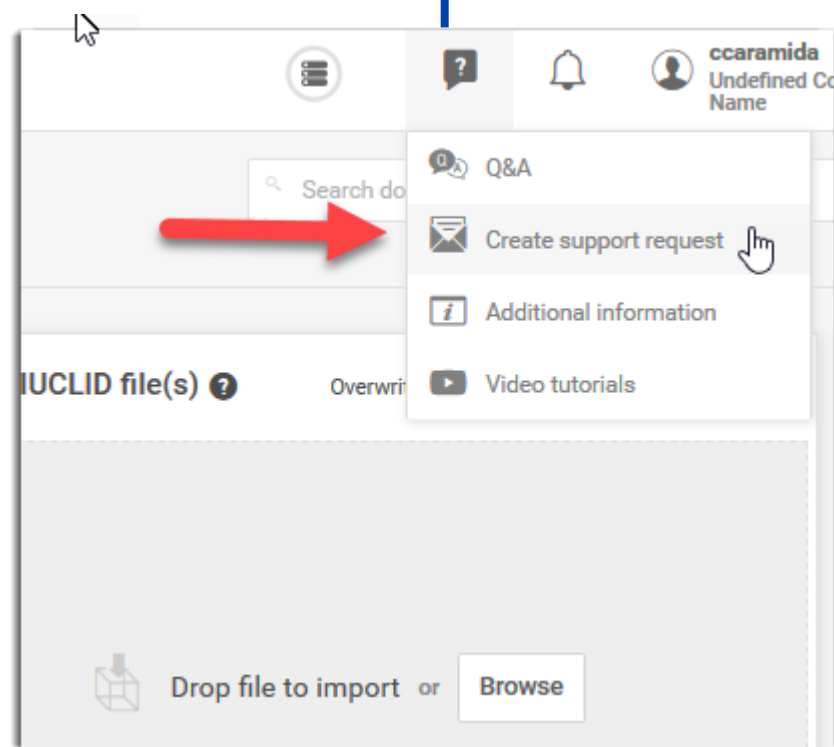 ?
ccaramida
Undefined Co
Name
Search do
Q&A
Create support request
Additional information
Video tutorials
IUCLID file(s) ?
Overwri
Drop file to import or Browse